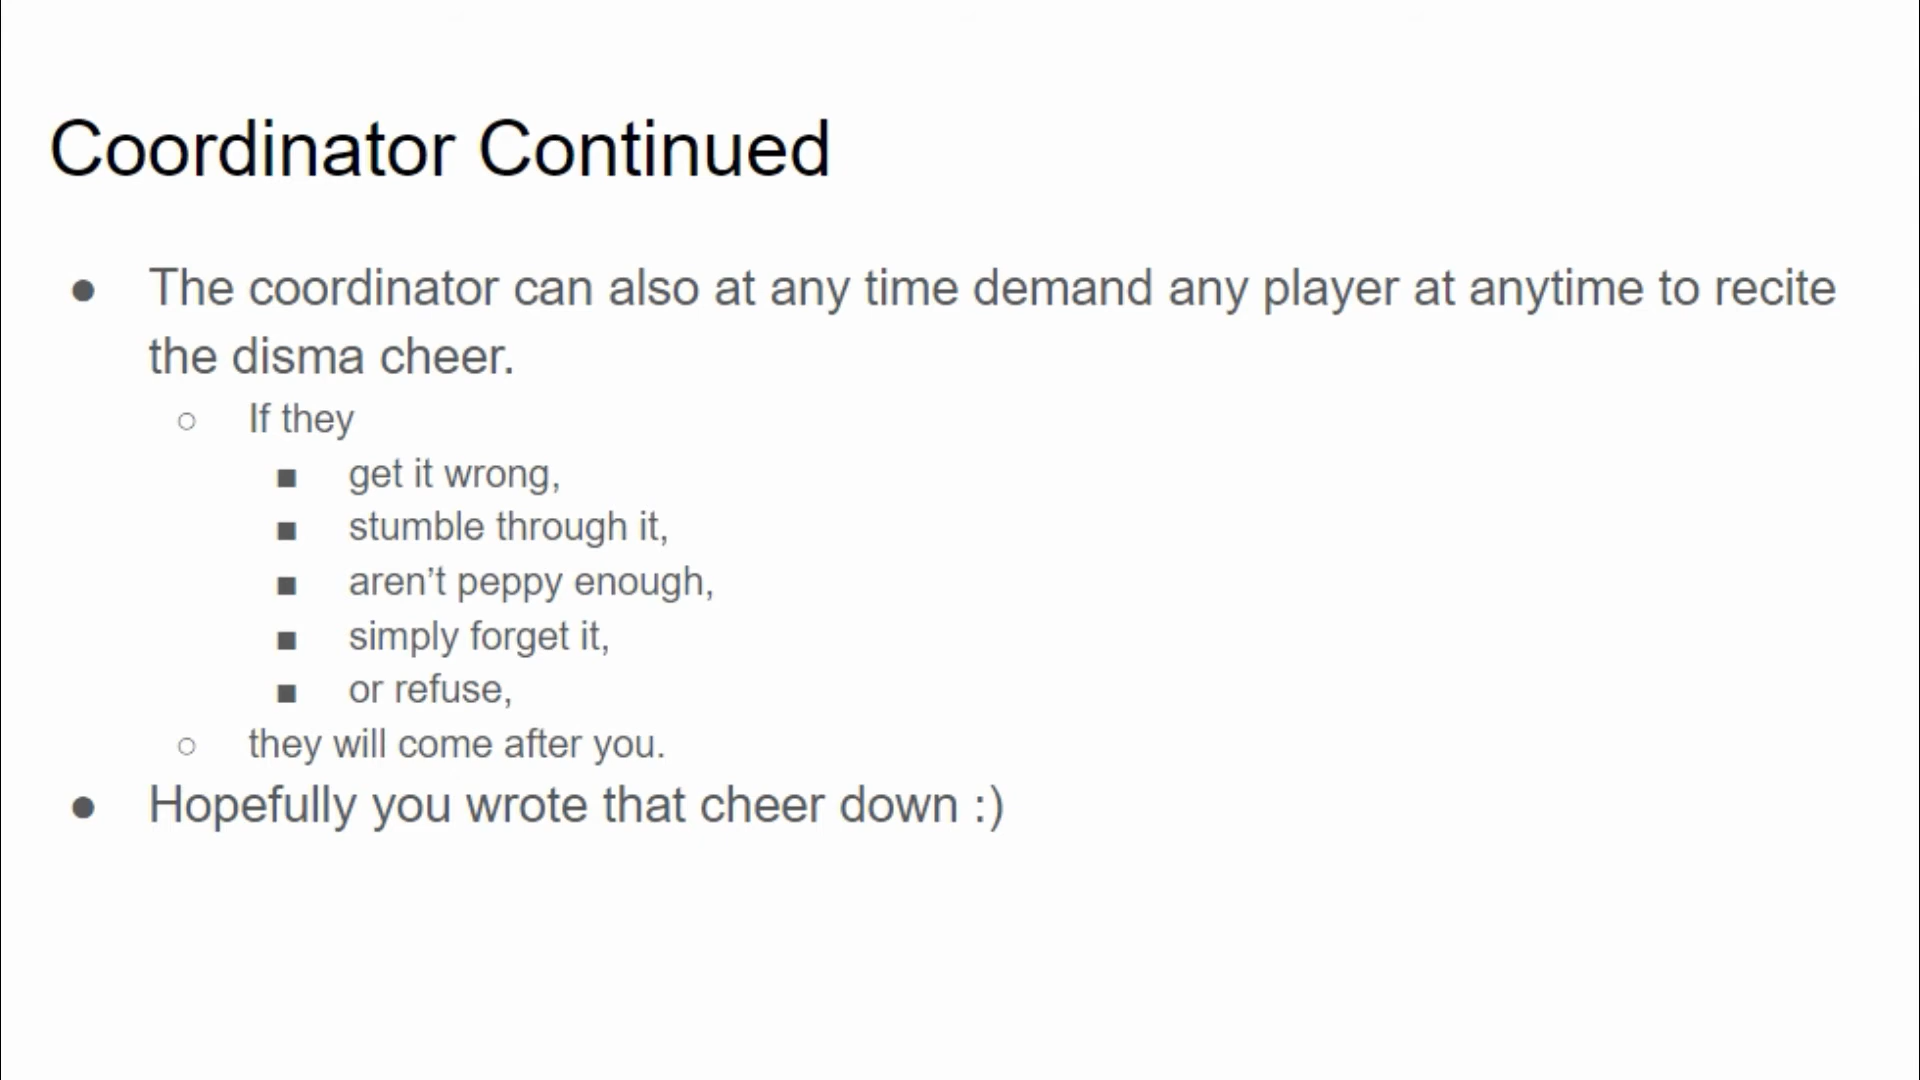 Coordinator Continued
● The coordinator can also at any time demand any player at anytime to recite
the disma cheer.
○ If they
■ get it wrong,
■ stumble through it,
■ aren’t peppy enough,
■ simply forget it,
■ or refuse,
○ they will come after you.
● Hopefully you wrote that cheer down :)